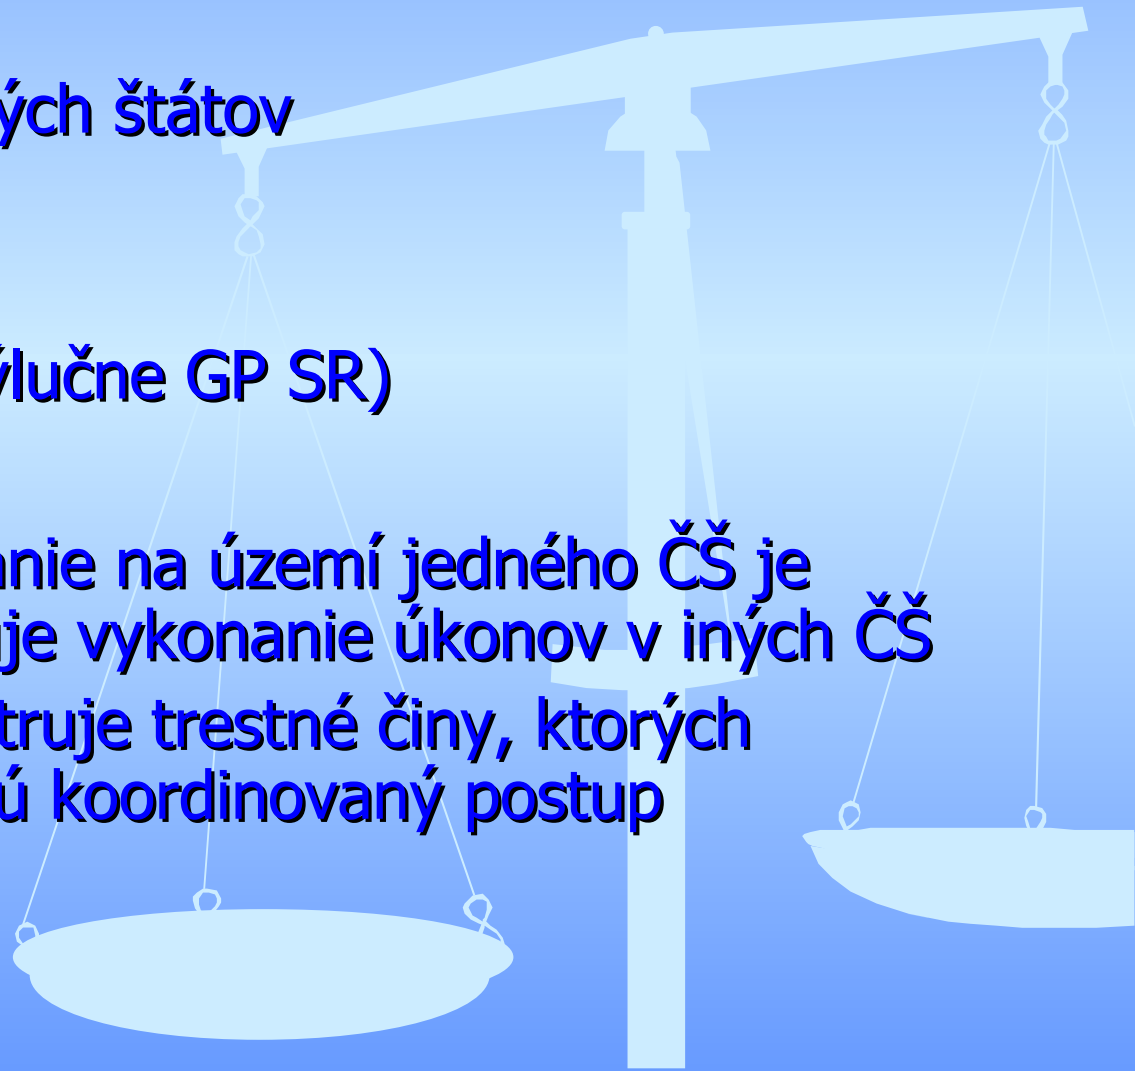 ých štátov
ýlučne GP SR)
anie na území jedného ČŠ je
uje vykonanie úkonov v iných ČŠ
truje trestné činy, ktorých
ú koordinovaný postup